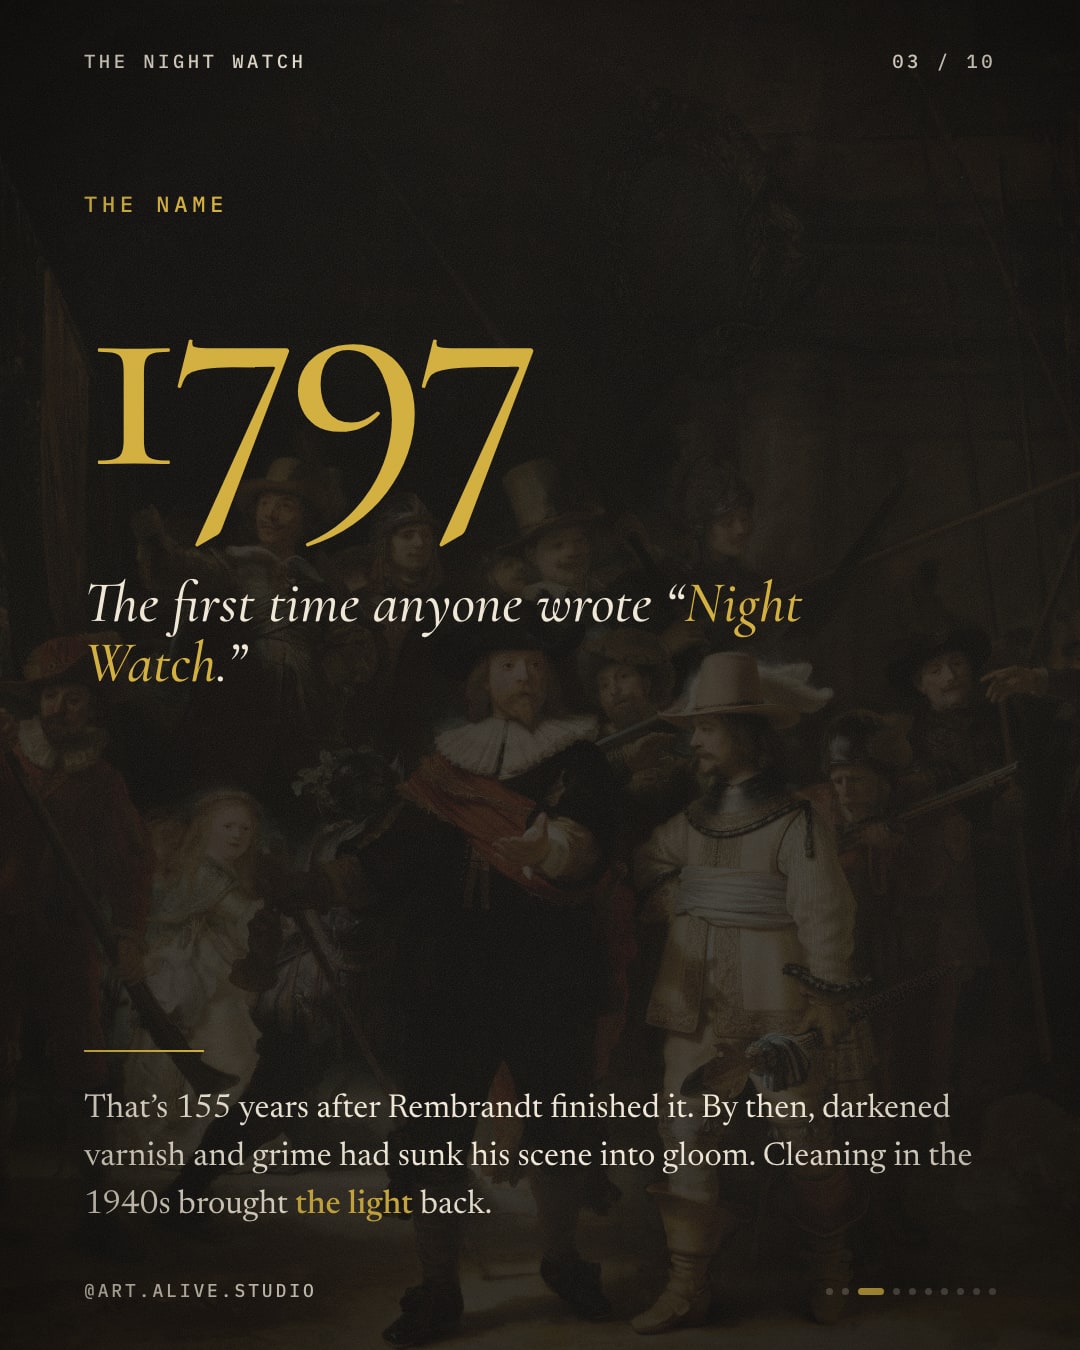 THE NIGHT WATCH
03 / 10
THE NAME
1797
The first time anyone wrote “Night
Watch.”
That’s 155 years after Rembrandt finished it. By then, darkened
varnish and grime had sunk his scene into gloom. Cleaning in the
1940s brought the light back.
@ART.ALIVE.STUDIO